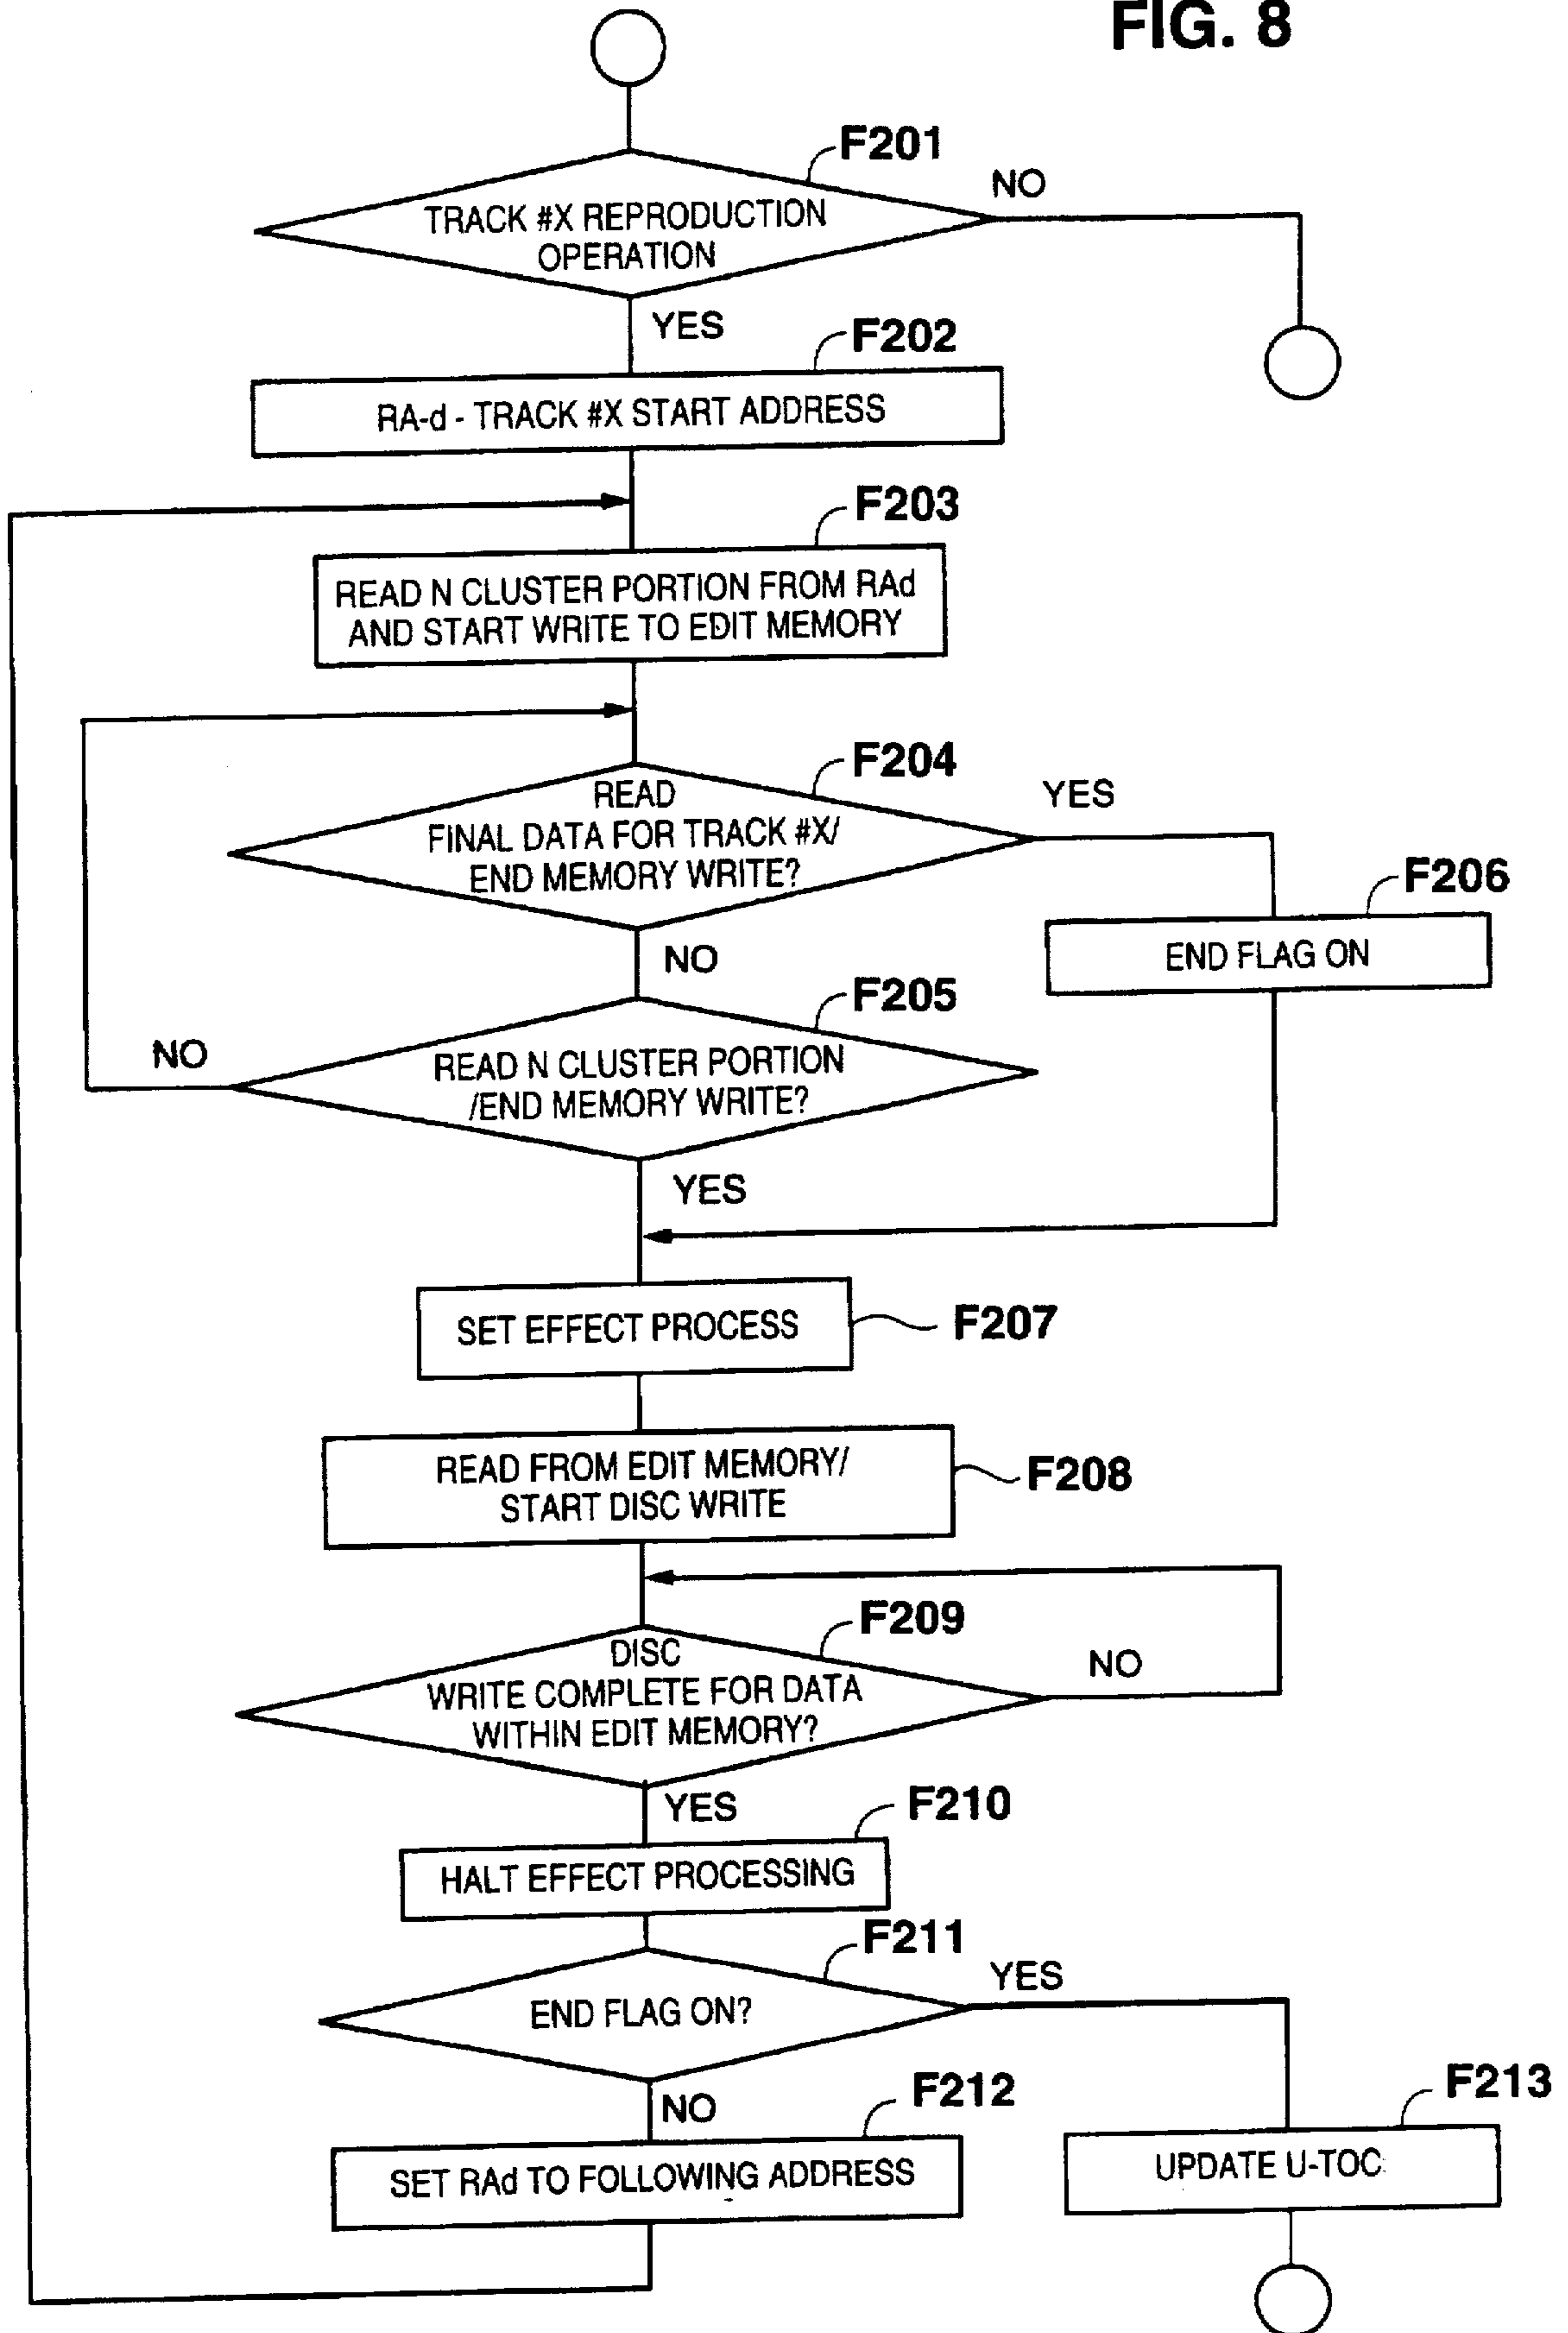 FIG. 8
F201
NO
TRACK #X REPRODUCTION
OPERATION
YES
F202
RA-d - TRACK #X START ADDRESS
F203
READ N CLUSTER PORTION FROM RAd
AND START WRITE TO EDIT MEMORY
F204
YES
READ
FINAL DATA FOR TRACK #X/
END MEMORY WRITE?
F206
END FLAG ON
NO
F205
NO
READ N CLUSTER PORTION
/END MEMORY WRITE?
YES
SET EFFECT PROCESS
F207
READ FROM EDIT MEMORY/
START DISC WRITE
F208
F209
DISC
WRITE COMPLETE FOR DATA
WITHIN EDIT MEMORY?
NO
YES
F210
HALT EFFECT PROCESSING
F211
YES
END FLAG ON?
NO
F212
F213
SET RAd TO FOLLOWING ADDRESS
UPDATE U-TOC